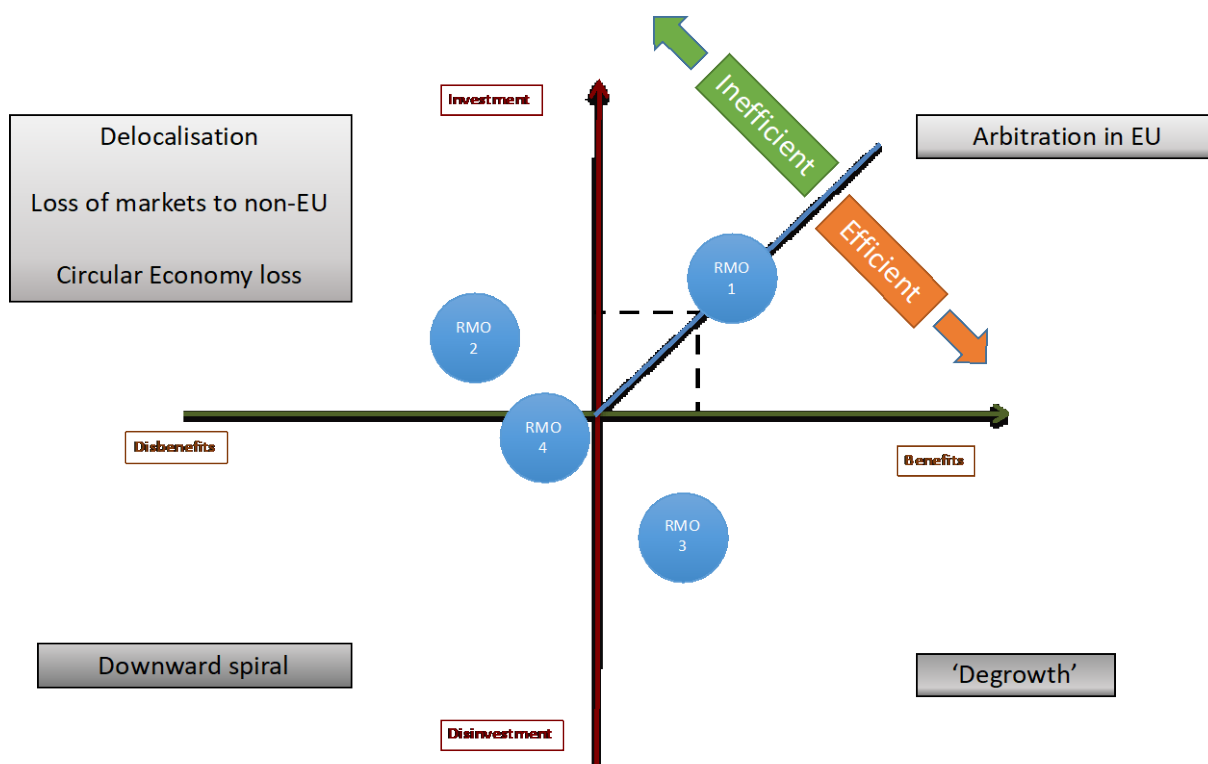 Inefficient
Investment
Delocalisation
Arbitration in EU
Loss of markets to non-EU
Efficient
Circular Economy loss
RMO
1
RMO
2
RMO
4
Disbenefits
Benefits
RMO
3
Downward spiral
'Degrowth'
Disinvestment